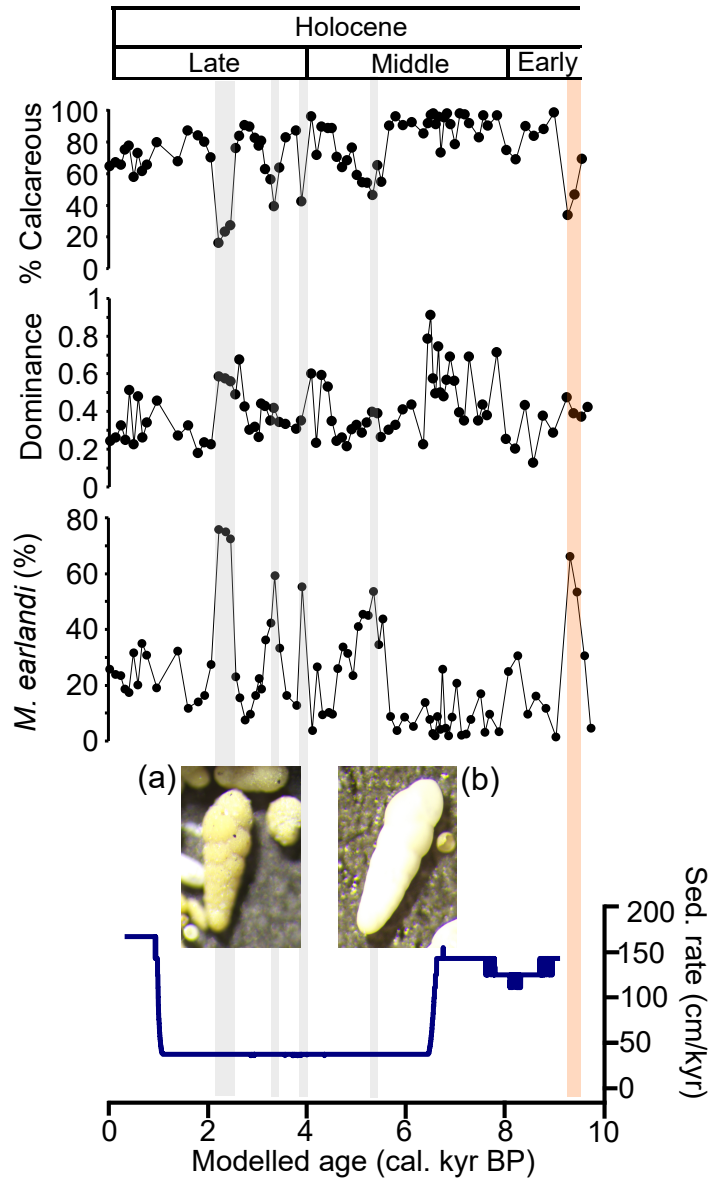 Holocene
Late Middle Early
100
80
60
40
20
0
% Calcareous
1
0.8
0.6
0.4
0.2
0
Dominance
80
60
40
20
0
M. earlandi (%)
(a) (b)
200
150
100
50
0
Sed. rate (cm/kyr)
0 2 4 6 8 10
Modelled age (cal. kyr BP)